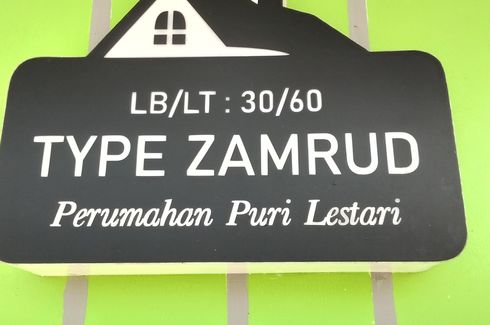 LB/LT : 30/60
TYPE ZAMRUD
Perumahan Puri Lestari